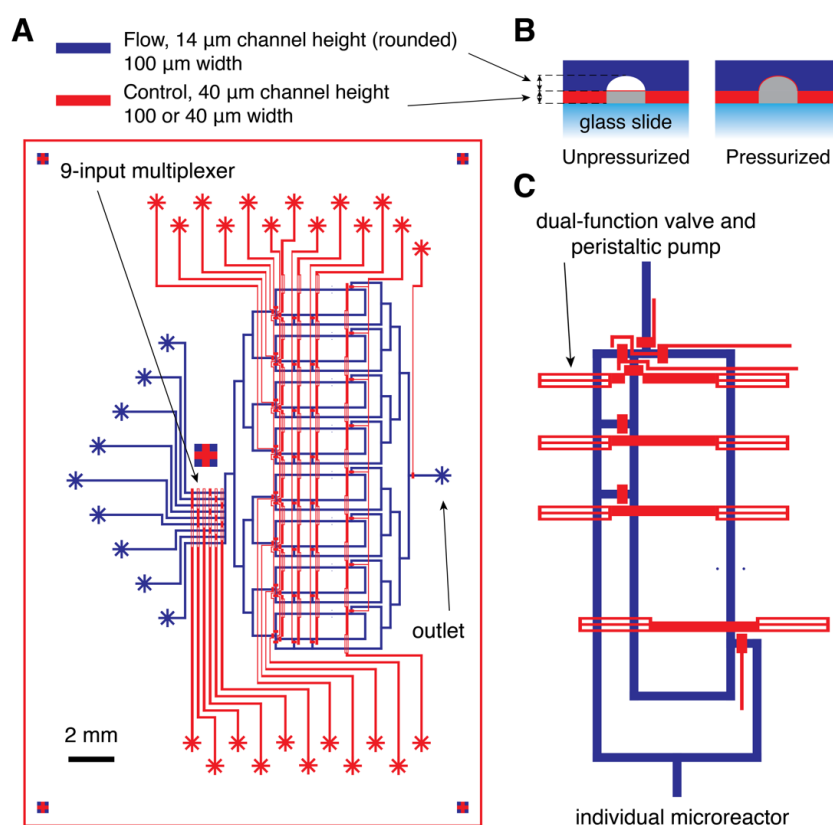 A
Flow, 14 µm channel height (rounded)
100 µm width
Control, 40 µm channel height
100 or 40 µm width
9-input multiplexer
outlet
2 mm
B
glass slide
Unpressurized
Pressurized
C
dual-function valve and
peristaltic pump
individual microreactor